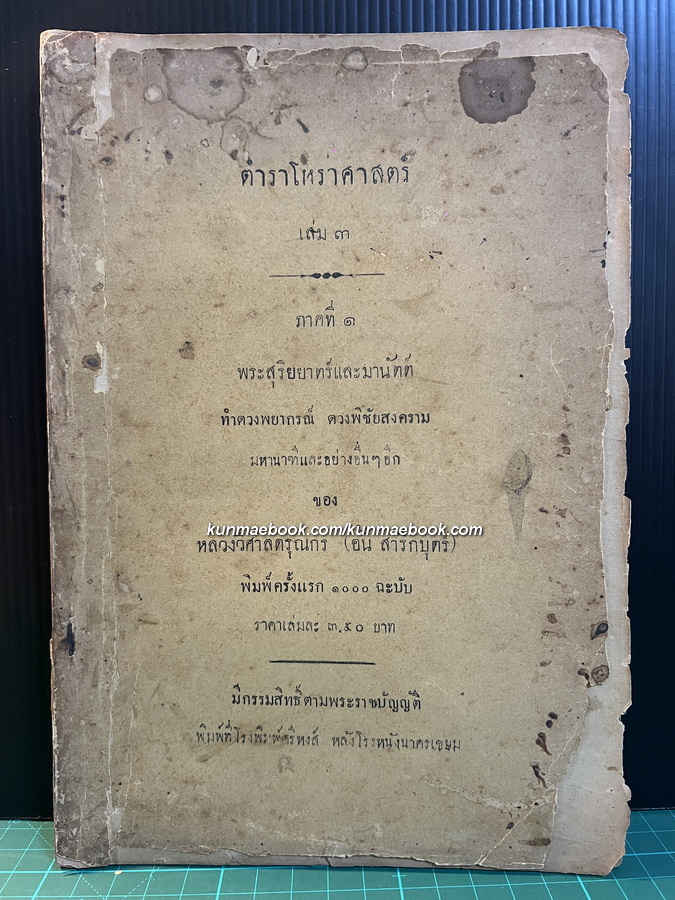 ตำราโหราศาสตร์
เล่ม ๓
ภาคที่ ๑
พระสุริยยาตร์และมานัตต์
ทำดวงพยากรณ์ ดวงพิชัยสงคราม
มหานาฑีและอย่างอื่นๆอีก
ของ
kunmaebook.com/kunmaebook.com
หลวงวิศาลดรุณกร (อั้น สาริกบุตร)
พิมพ์ครั้งแรก ๑๐๐๐ ฉะบับ
ราคาเล่มละ ๓.๕๐ บาท
มีกรรมสิทธิ์ตามพระราชบัญญัติ
พิมพ์ที่โรงพิมพ์ศรีหงส์ หลังโรงหนังนาครเขษม